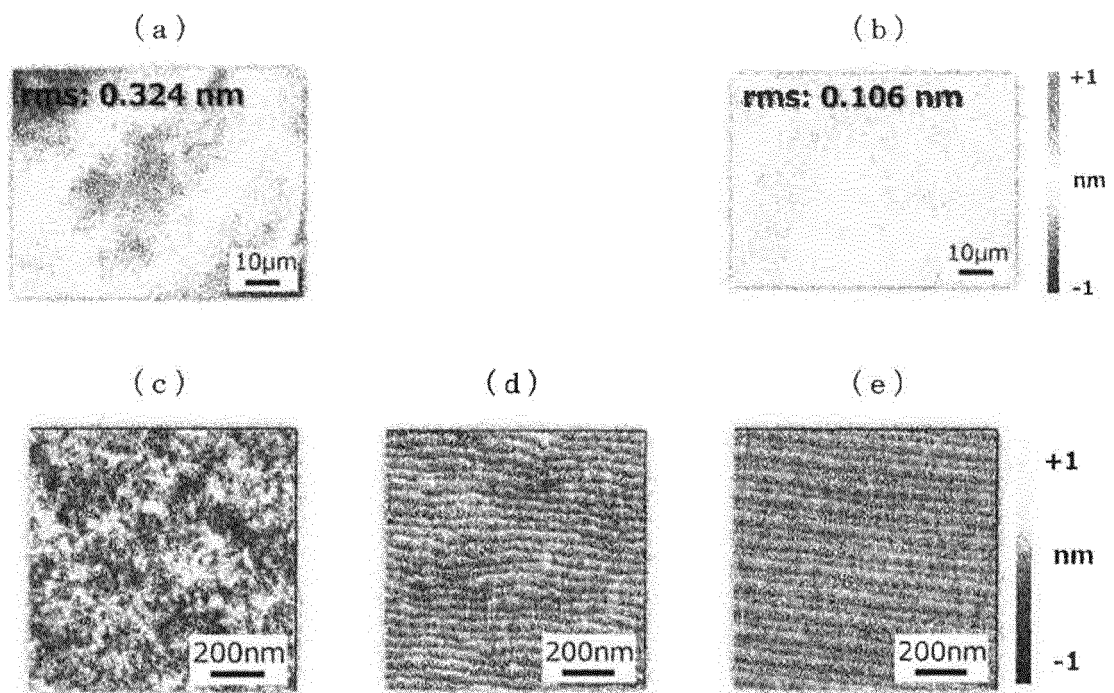 (a)
(b)
rms: 0.324 nm
rms: 0.106 nm
10μm
10μm
+1
nm
-1
(c)
(d)
(e)
200nm
200nm
200nm
+1
nm
-1